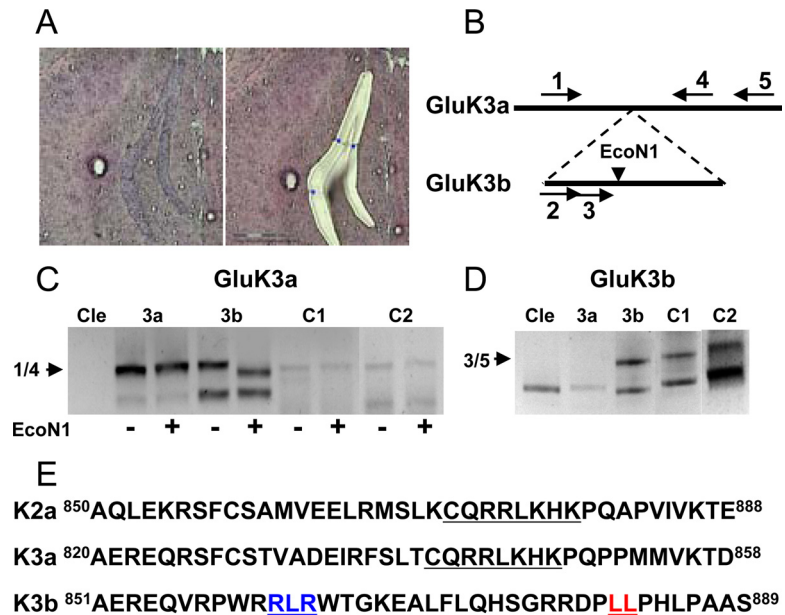 A
B
1
4
5
GluK3a
EcoN1
GluK3b
2
3
C
GluK3a
Cle 3a 3b C1 C2
1/4
EcoN1 - + - + - + - +
D
GluK3b
Cle 3a 3b C1 C2
3/5
E
K2a 850AQLEKRSFCSAMVEELRMSLKCQRRLKHKPQAPVIVKTE888
K3a 820AEREQRSFCSTVADEIRFSLTCQRRLKHKPQPPMMVKTD858
K3b 851AEREQVRPWRRRLRWTGKEALFLQHSGRRDPLLPHLPAAS889